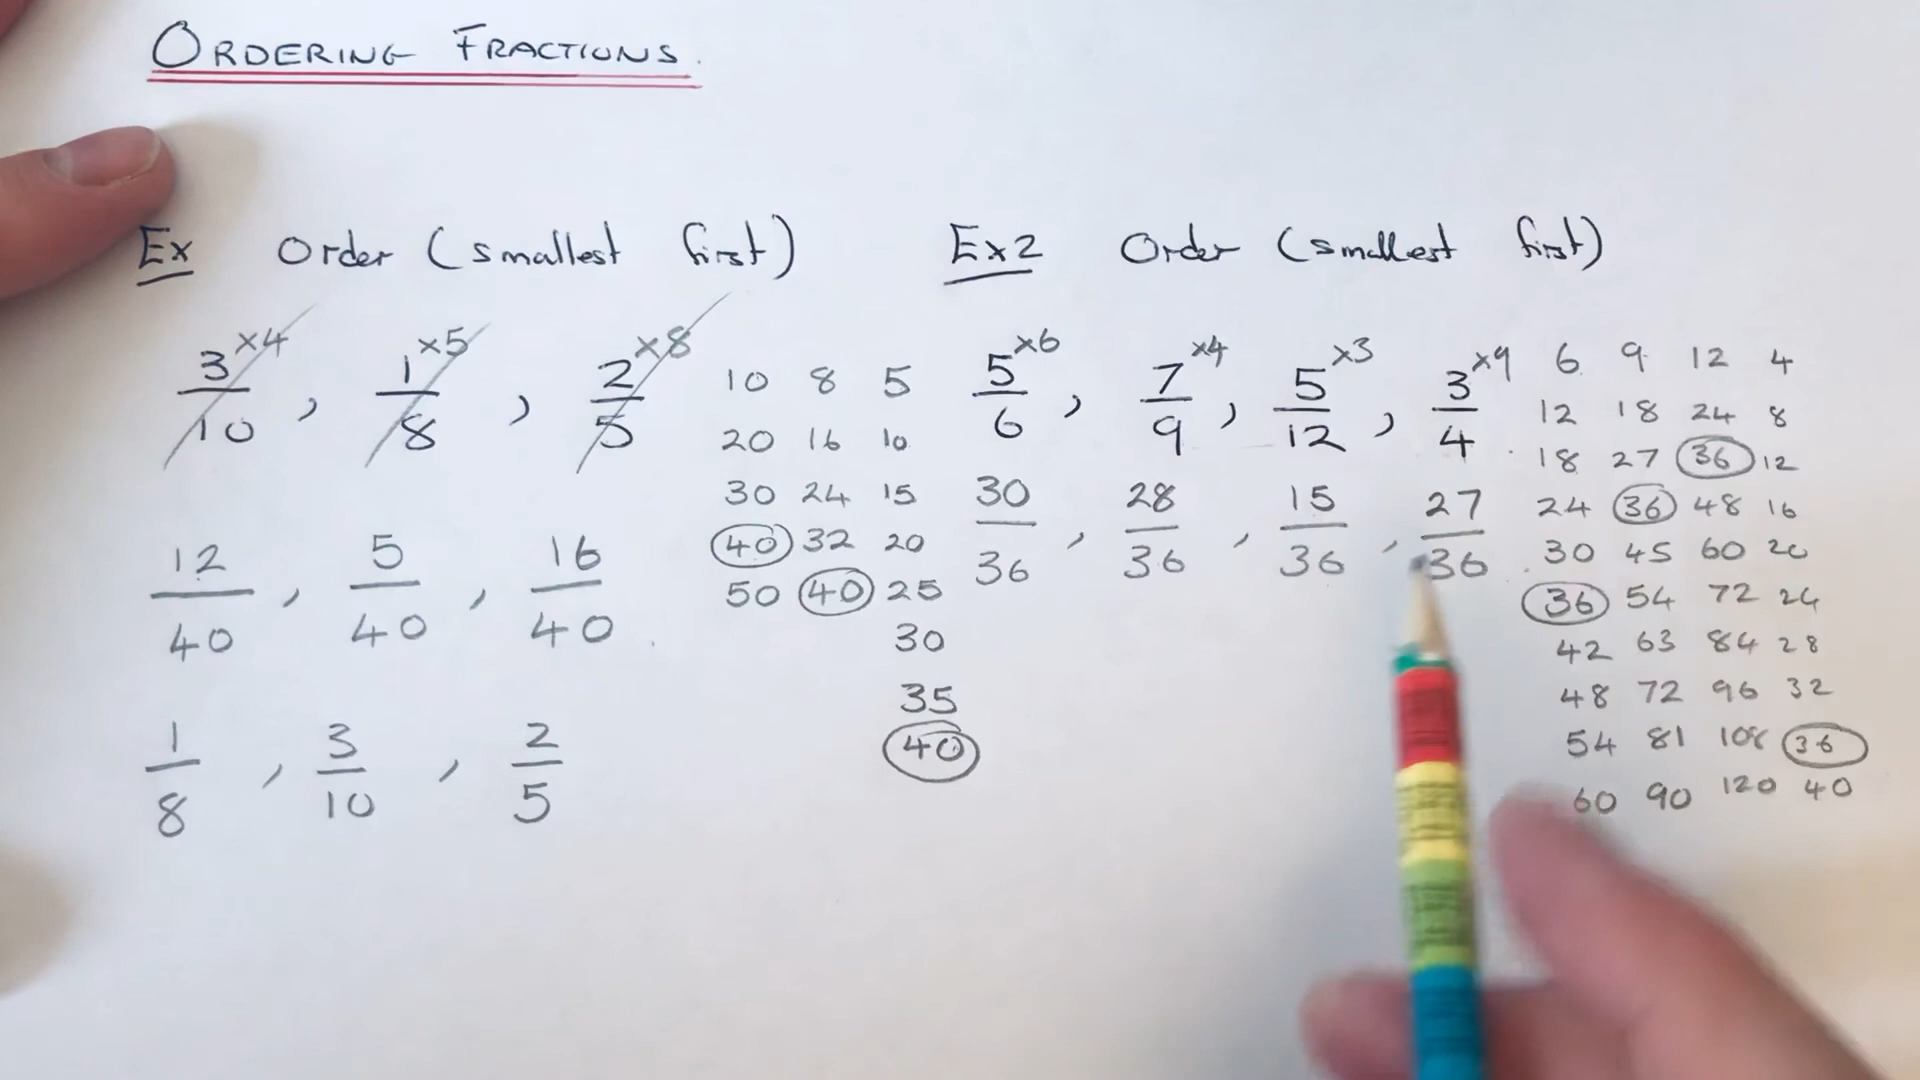 ORDERING FRACTIONS.
Ex Order (smallest first)
3/10 ×4 , 1/8 ×5 , 2/5 ×8
12/40 , 5/40 , 16/40
1/8 , 3/10 , 2/5
10 8 5
20 16 10
30 24 15
40 32 20
50 40 25
30
35
40
Ex2 Order (smallest first)
5/6 ×6 , 7/9 ×4 , 5/12 ×3 , 3/4 ×9
30/36 , 28/36 , 15/36 , 27/36
6 9 12 4
12 18 24 8
18 27 36 12
24 36 48 16
30 45 60 20
36 54 72 24
42 63 84 28
48 72 96 32
54 81 108 36
60 90 120 40